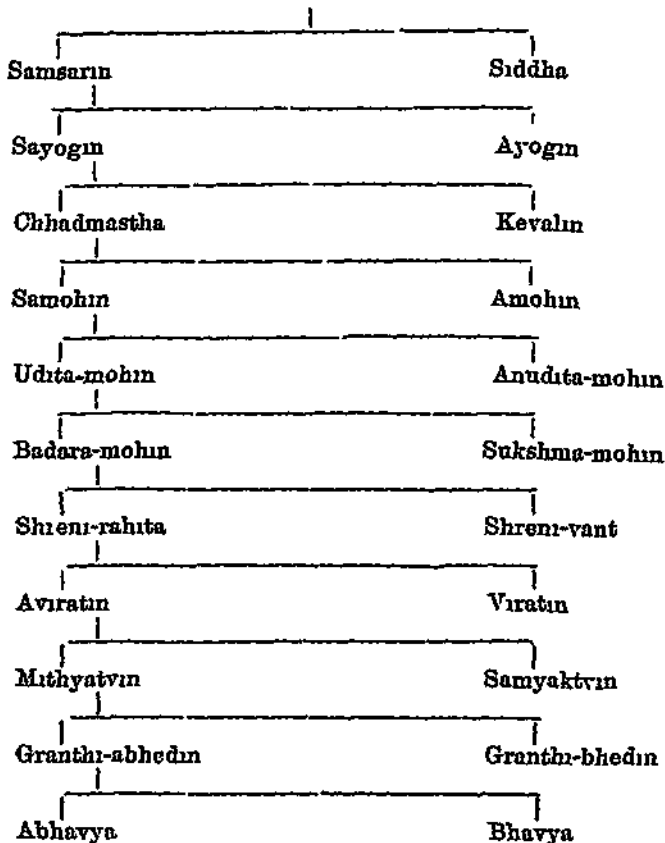 Samsarin Siddha
Sayogin Ayogin
Chhadmastha Kevalin
Samohin Amohin
Udita-mohin Anudita-mohin
Badara-mohin Sukshma-mohin
Shreni-rahita Shreni-vant
Aviratin Viratin
Mithyatvin Samyaktvin
Granthi-abhedin Granthi-bhedin
Abhavya Bhavya